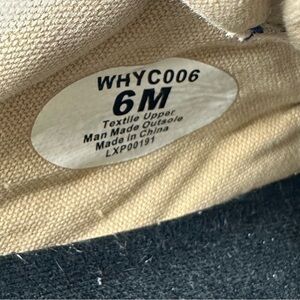 WHYC006
6M
Textile Upper
Man Made Outsole
Made in China
LXP00191